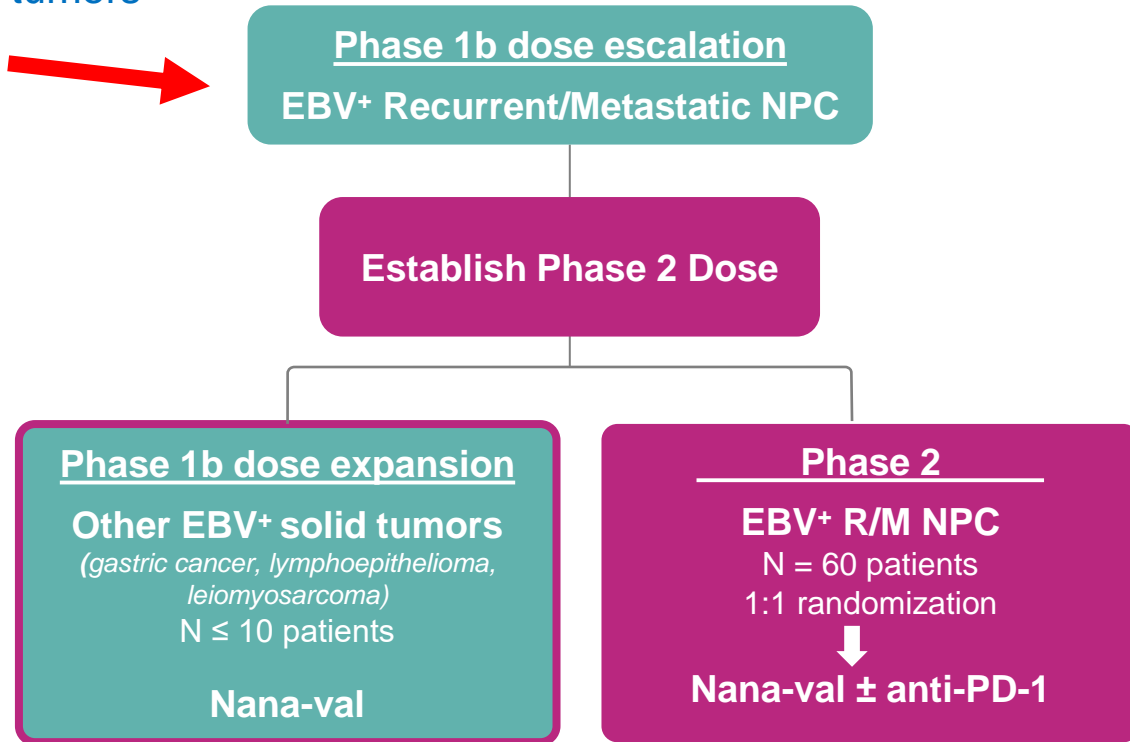 tumors
Phase 1b dose escalation
EBV⁺ Recurrent/Metastatic NPC
Establish Phase 2 Dose
Phase 1b dose expansion
Other EBV⁺ solid tumors
(gastric cancer, lymphoepithelioma,
leiomyosarcoma)
N ≤ 10 patients
Nana-val
Phase 2
EBV⁺ R/M NPC
N = 60 patients
1:1 randomization
Nana-val ± anti-PD-1